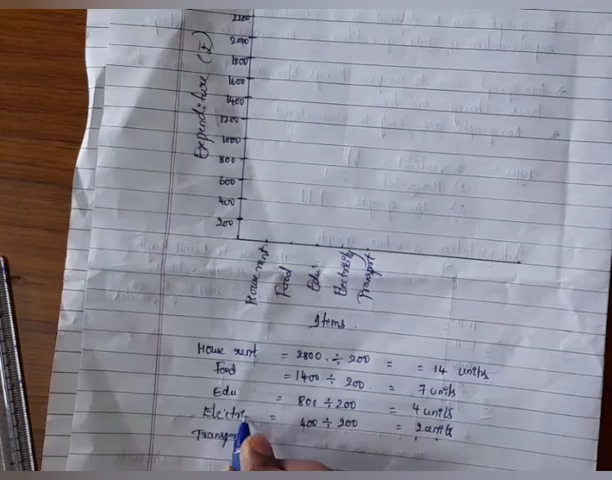 2200
2000
1800
1600
1400
1200
1000
800
600
400
200
Expenditure (₹)
House rent
Food
Edu.
Electricity
Transport
Items.
House rent = 2800 ÷ 200 = = 14 units
Food = 1400 ÷ 200 = 7 units
Edu = 800 ÷ 200 = 4 units
Electri = 400 ÷ 200 = 2 units
Transp